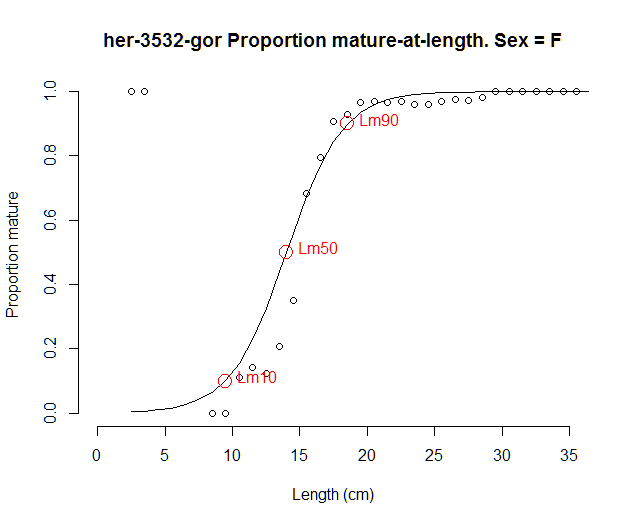 her-3532-gor Proportion mature-at-length. Sex = F
1.0
0.8
0.6
0.4
0.2
0.0
Proportion mature
Lm90
Lm50
Lm10
0 5 10 15 20 25 30 35
Length (cm)